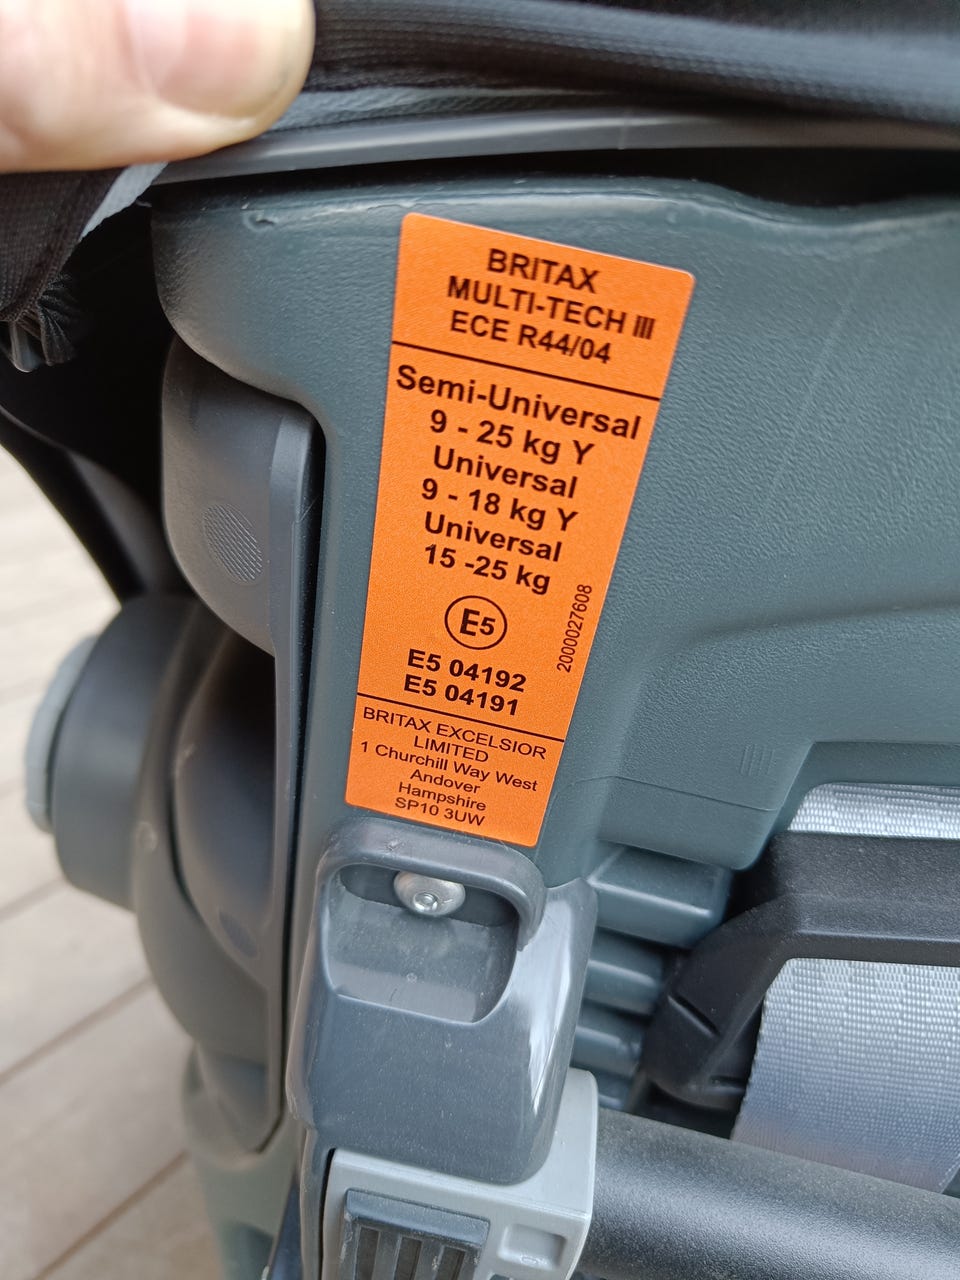 BRITAX
MULTI-TECH III
ECE R44/04
Semi-Universal
9 - 25 kg Y
Universal
9 - 18 kg Y
Universal
15 -25 kg
E5
2000027608
E5 04192
E5 04191
BRITAX EXCELSIOR
LIMITED
1 Churchill Way West
Andover
Hampshire
SP10 3UW